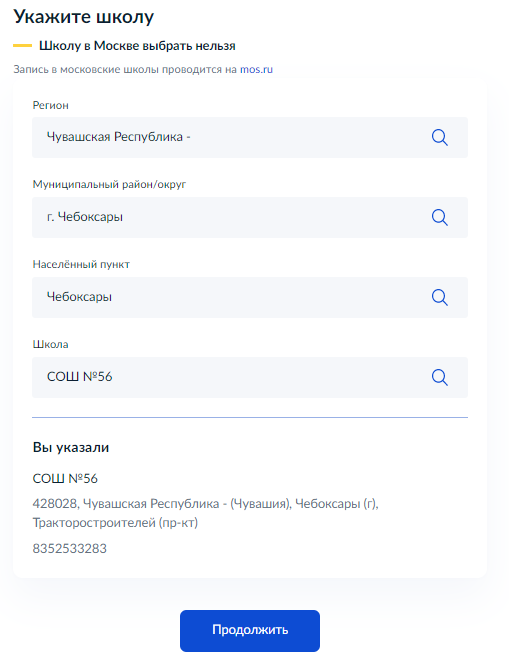 Укажите школу
Школу в Москве выбрать нельзя
Запись в московские школы проводится на mos.ru
Регион
Чувашская Республика -
Муниципальный район/округ
г. Чебоксары
Населённый пункт
Чебоксары
Школа
СОШ №56
Вы указали
СОШ №56
428028, Чувашская Республика - (Чувашия), Чебоксары (г),
Тракторостроителей (пр-кт)
8352533283
Продолжить